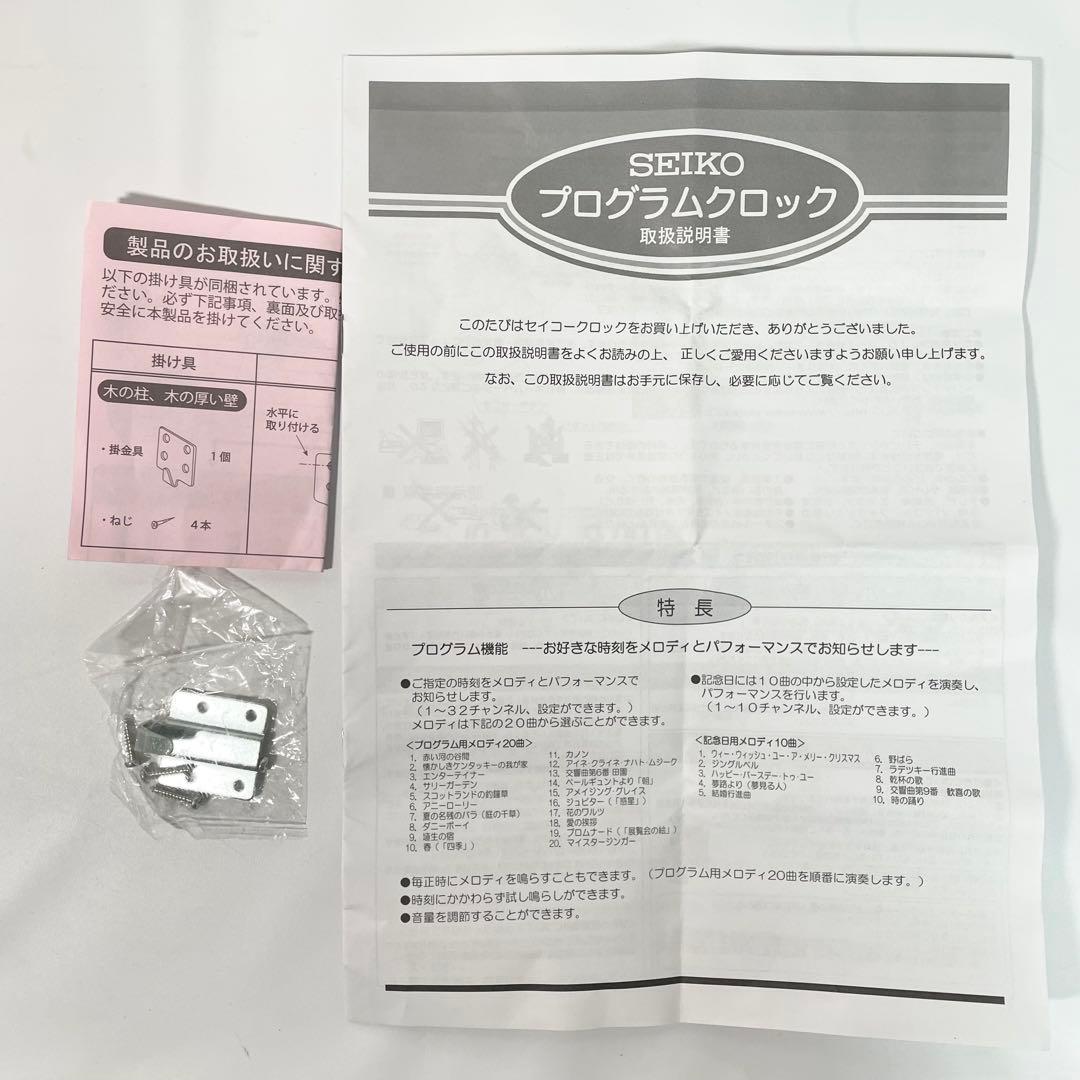 製品のお取扱いに関す
以下の掛け具が同梱されています。
ださい。必ず下記事項、裏面及び取
安全に本製品を掛けてください。
掛け具
木の柱、木の厚い壁
・掛金具 1個
・ねじ 4本
水平に
取り付ける
SEIKO
プログラムクロック
取扱説明書
このたびはセイコークロックをお買い上げいただき、ありがとうございました。
ご使用の前にこの取扱説明書をよくお読みの上、正しくご愛用くださいますようお願い申し上げます。
なお、この取扱説明書はお手元に保存し、必要に応じてご覧ください。
特 長
プログラム機能 ---お好きな時刻をメロディとパフォーマンスでお知らせします---
●ご指定の時刻をメロディとパフォーマンスで
お知らせします。
(1～32チャンネル、設定ができます。)
メロディは下記の20曲から選ぶことができます。
<プログラム用メロディ20曲>
1. 赤い河の谷間
2. 懐かしきケンタッキーの我が家
3. エンターテイナー
4. サリーガーデン
5. スコットランドの釣鐘草
6. アニーローリー
7. 夏の名残のバラ(庭の千草)
8. ダニーボーイ
9. 埴生の宿
10. 春(「四季」)
11. カノン
12. アイネ・クライネ・ナハト・ムジーク
13. 交響曲第6番 田園
14. ペールギュントより「朝」
15. アメイジング・グレイス
16. ジュピター(「惑星」)
17. 花のワルツ
18. 愛の挨拶
19. プロムナード(「展覧会の絵」)
20. マイスタージンガー
●記念日には10曲の中から設定したメロディを演奏し、
パフォーマンスを行います。
(1～10チャンネル、設定ができます。)
<記念日用メロディ10曲>
1. ウィー・ウィッシュ・ユー・ア・メリー・クリスマス
2. ジングルベル
3. ハッピー・バースデー・トゥ・ユー
4. 夢路より(夢見る人)
5. 結婚行進曲
6. 野ばら
7. ラデツキー行進曲
8. 乾杯の歌
9. 交響曲第9番 歓喜の歌
10. 時の踊り
●毎正時にメロディを鳴らすこともできます。(プログラム用メロディ20曲を順番に演奏します。)
●時刻にかかわらず試し鳴らしができます。
●音量を調節することができます。